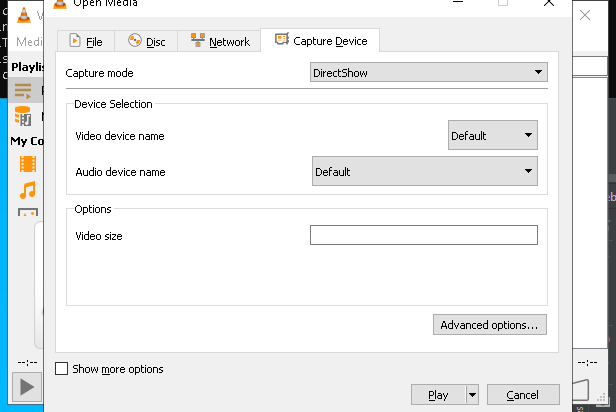 Open Media
V
Medi
File
Disc
Network
Capture Device
Playlis
Capture mode
DirectShow
Device Selection
Video device name
Default
My Co
Audio device name
Default
Options
Video size
Advanced options...
--:--
--:--
Show more options
Play
Cancel